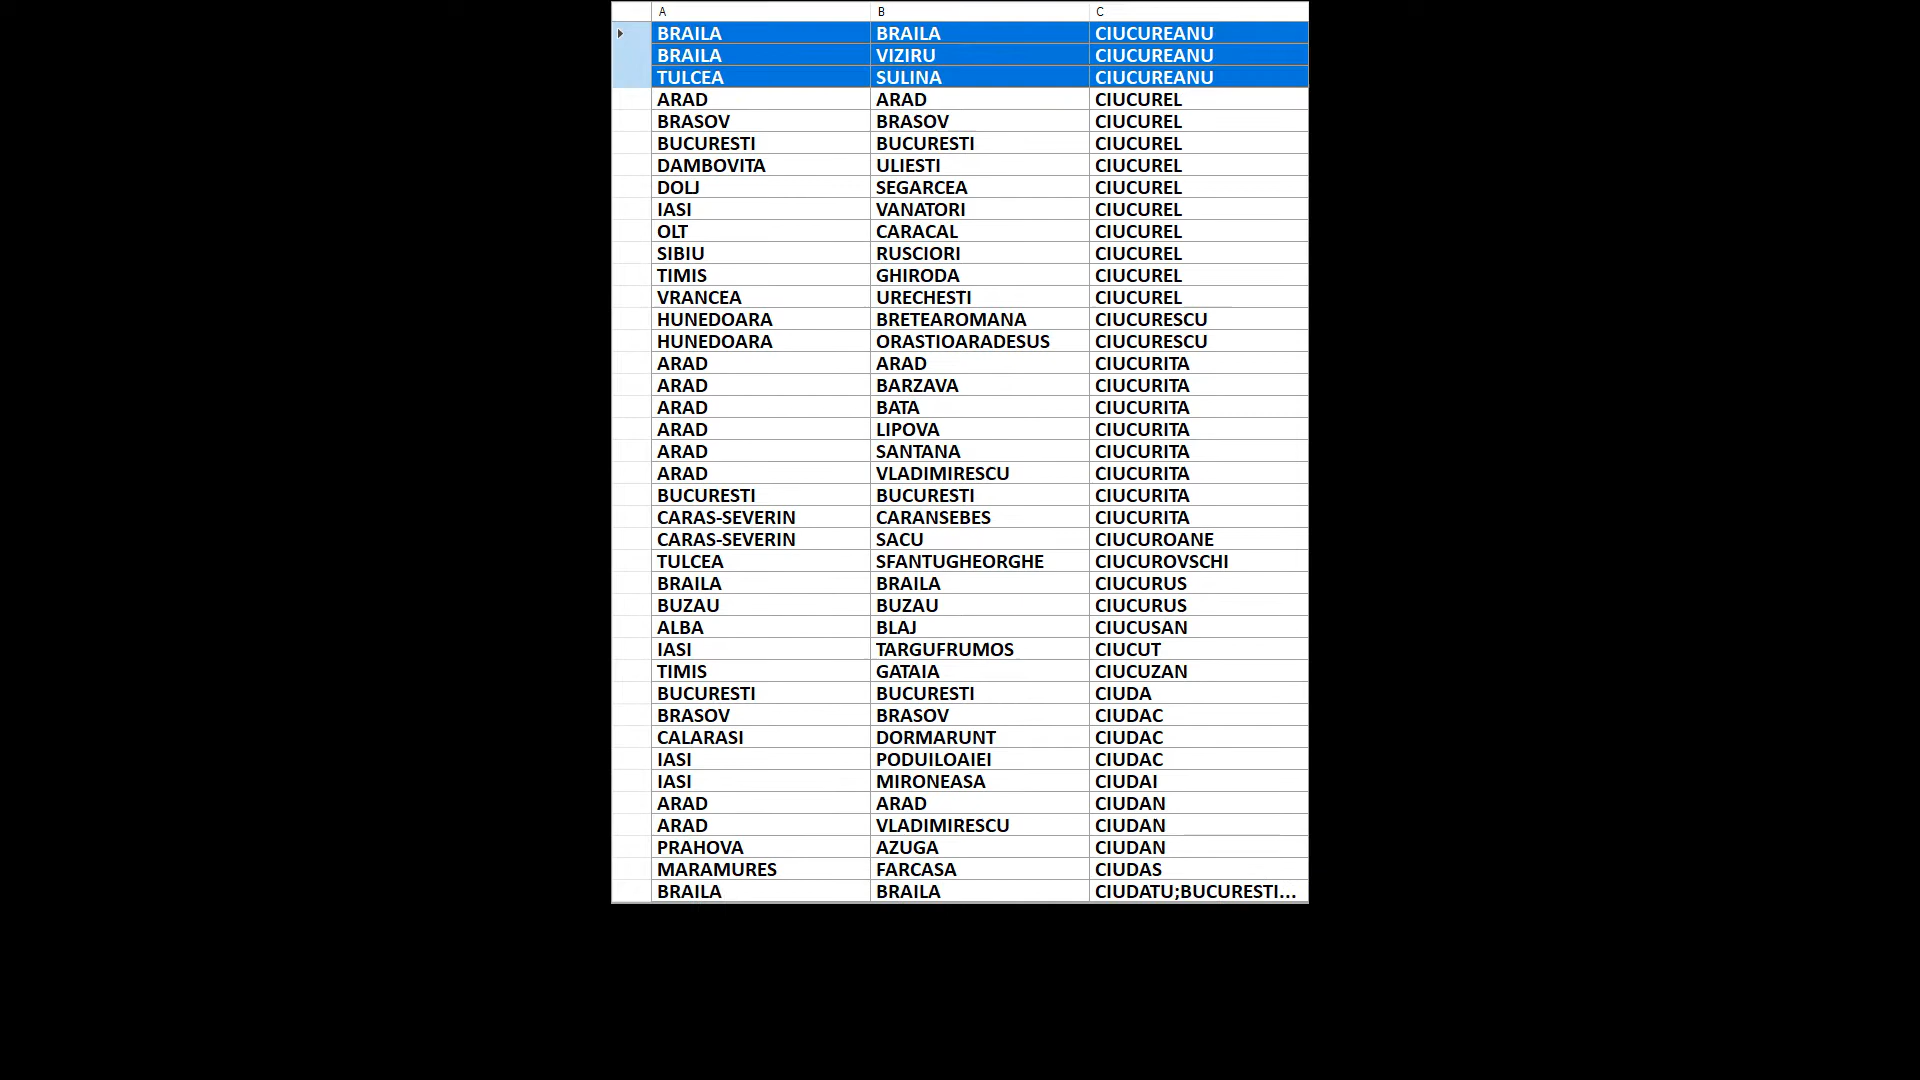 A B C
BRAILA BRAILA CIUCUREANU
BRAILA VIZIRU CIUCUREANU
TULCEA SULINA CIUCUREANU
ARAD ARAD CIUCUREL
BRASOV BRASOV CIUCUREL
BUCURESTI BUCURESTI CIUCUREL
DAMBOVITA ULIESTI CIUCUREL
DOLJ SEGARCEA CIUCUREL
IASI VANATORI CIUCUREL
OLT CARACAL CIUCUREL
SIBIU RUSCIORI CIUCUREL
TIMIS GHIRODA CIUCUREL
VRANCEA URECHESTI CIUCUREL
HUNEDOARA BRETEAROMANA CIUCURESCU
HUNEDOARA ORASTIOARADESUS CIUCURESCU
ARAD ARAD CIUCURITA
ARAD BARZAVA CIUCURITA
ARAD BATA CIUCURITA
ARAD LIPOVA CIUCURITA
ARAD SANTANA CIUCURITA
ARAD VLADIMIRESCU CIUCURITA
BUCURESTI BUCURESTI CIUCURITA
CARAS-SEVERIN CARANSEBES CIUCURITA
CARAS-SEVERIN SACU CIUCUROANE
TULCEA SFANTUGHEORGHE CIUCUROVSCHI
BRAILA BRAILA CIUCURUS
BUZAU BUZAU CIUCURUS
ALBA BLAJ CIUCUSAN
IASI TARGUFRUMOS CIUCUT
TIMIS GATAIA CIUCUZAN
BUCURESTI BUCURESTI CIUDA
BRASOV BRASOV CIUDAC
CALARASI DORMARUNT CIUDAC
IASI PODUILOAIEI CIUDAC
IASI MIRONEASA CIUDAI
ARAD ARAD CIUDAN
ARAD VLADIMIRESCU CIUDAN
PRAHOVA AZUGA CIUDAN
MARAMURES FARCASA CIUDAS
BRAILA BRAILA CIUDATU;BUCURESTI...